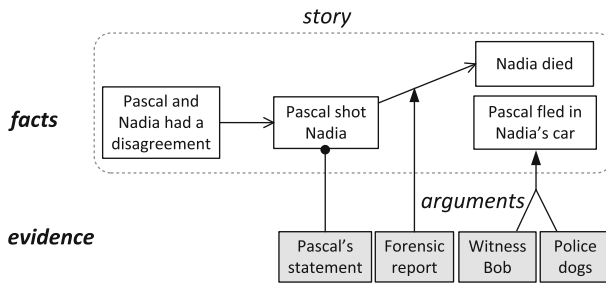 story
Nadia died
facts
Pascal and
Nadia had a
disagreement
Pascal shot
Nadia
Pascal fled in
Nadia's car
arguments
evidence
Pascal's
statement
Forensic
report
Witness
Bob
Police
dogs